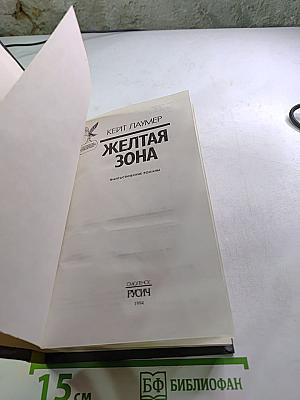 КЕЙТ ЛАУМЕР
ЖЕЛТАЯ
ЗОНА
фантастические романы
СМОЛЕНСК
РУСИЧ
1994
15 см
БФ БИБЛИОФАН